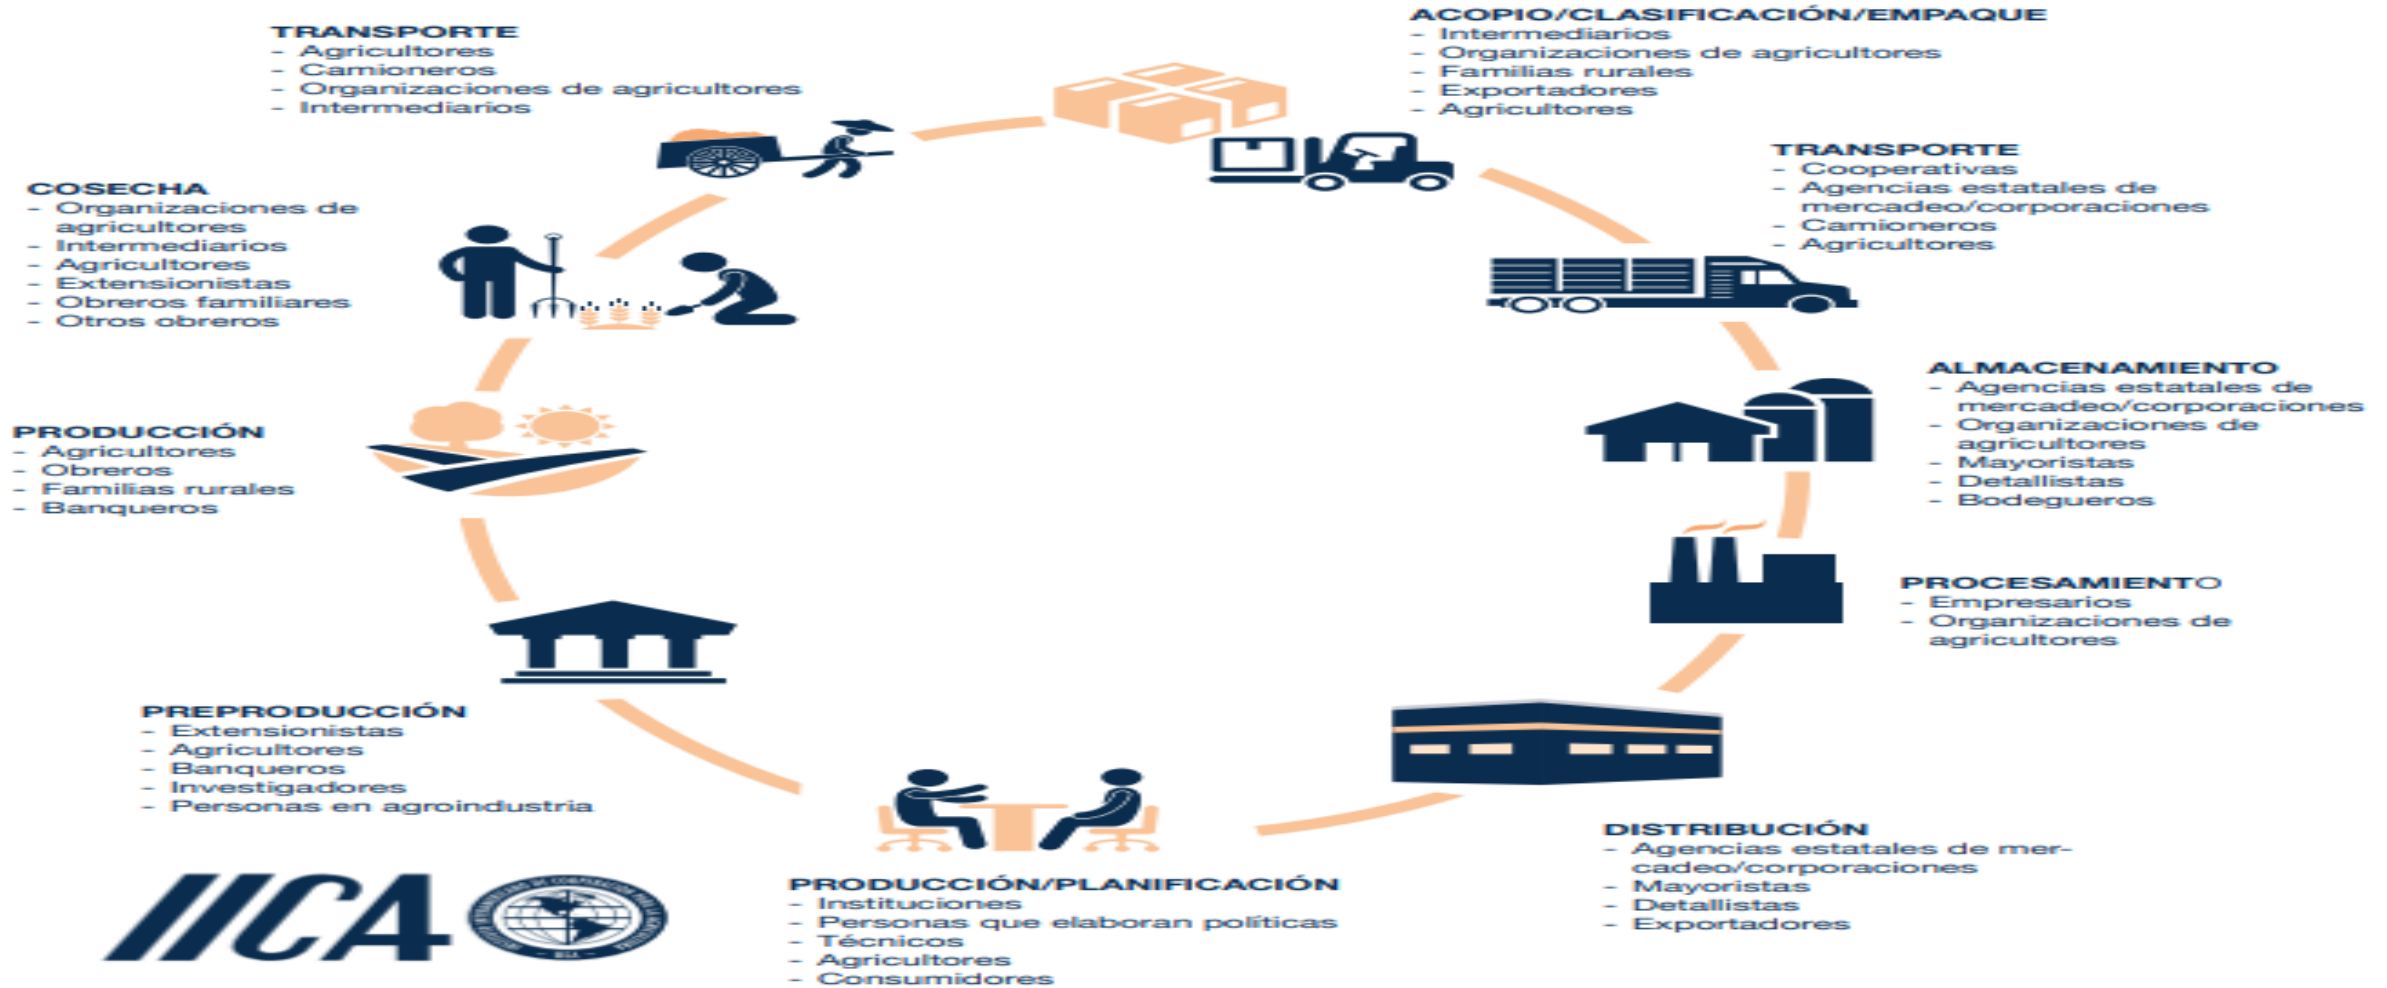 TRANSPORTE
- Agricultores
- Camioneros
- Organizaciones de agricultores
- Intermediarios
ACOPIO/CLASIFICACIÓN/EMPAQUE
- Intermediarios
- Organizaciones de agricultores
- Familias rurales
- Exportadores
- Agricultores
TRANSPORTE
- Cooperativas
- Agencias estatales de
mercadeo/corporaciones
- Camioneros
- Agricultores
COSECHA
- Organizaciones de
agricultores
- Intermediarios
- Agricultores
- Extensionistas
- Obreros familiares
- Otros obreros
ALMACENAMIENTO
- Agencias estatales de
mercadeo/corporaciones
- Organizaciones de
agricultores
- Mayoristas
- Detallistas
- Bodegueros
PRODUCCIÓN
- Agricultores
- Obreros
- Familias rurales
- Banqueros
PROCESAMIENTO
- Empresarios
- Organizaciones de
agricultores
PREPRODUCCIÓN
- Extensionistas
- Agricultores
- Banqueros
- Investigadores
- Personas en agroindustria
DISTRIBUCIÓN
- Agencias estatales de mer-
cadeo/corporaciones
- Mayoristas
- Detallistas
- Exportadores
PRODUCCIÓN/PLANIFICACIÓN
- Instituciones
- Personas que elaboran políticas
- Técnicos
- Agricultores
- Consumidores
IICA